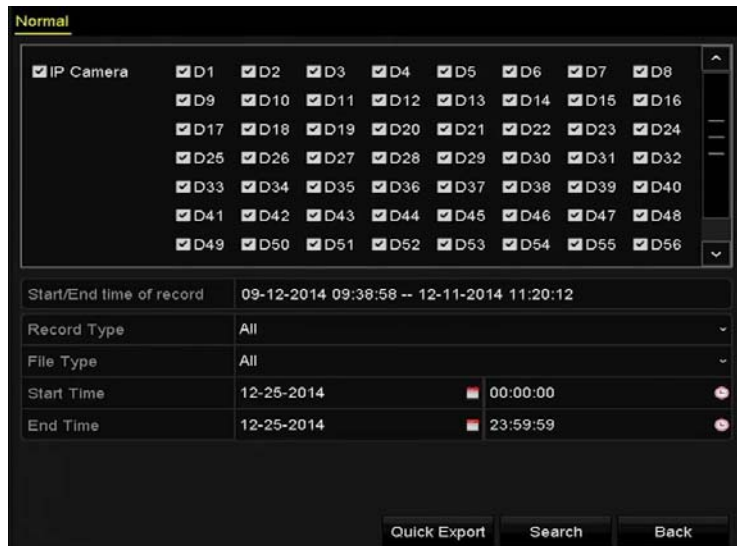 Normal
IP Camera D1 D2 D3 D4 D5 D6 D7 D8
D9 D10 D11 D12 D13 D14 D15 D16
D17 D18 D19 D20 D21 D22 D23 D24
D25 D26 D27 D28 D29 D30 D31 D32
D33 D34 D35 D36 D37 D38 D39 D40
D41 D42 D43 D44 D45 D46 D47 D48
D49 D50 D51 D52 D53 D54 D55 D56
Start/End time of record 09-12-2014 09:38:58 -- 12-11-2014 11:20:12
Record Type All
File Type All
Start Time 12-25-2014 00:00:00
End Time 12-25-2014 23:59:59
Quick Export Search Back